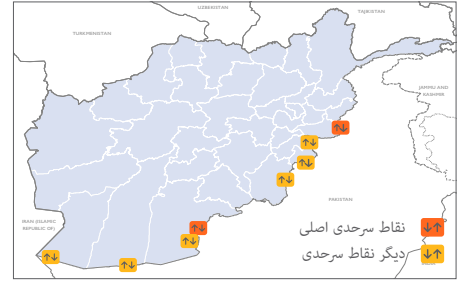 UZBEKISTAN
TAJIKISTAN
TURKMENISTAN
JAMMU AND
KASHMIR
PAKISTAN
IRAN (ISLAMIC
REPUBLIC OF)
نقاط سرحدی اصلی
دیگر نقاط سرحدی